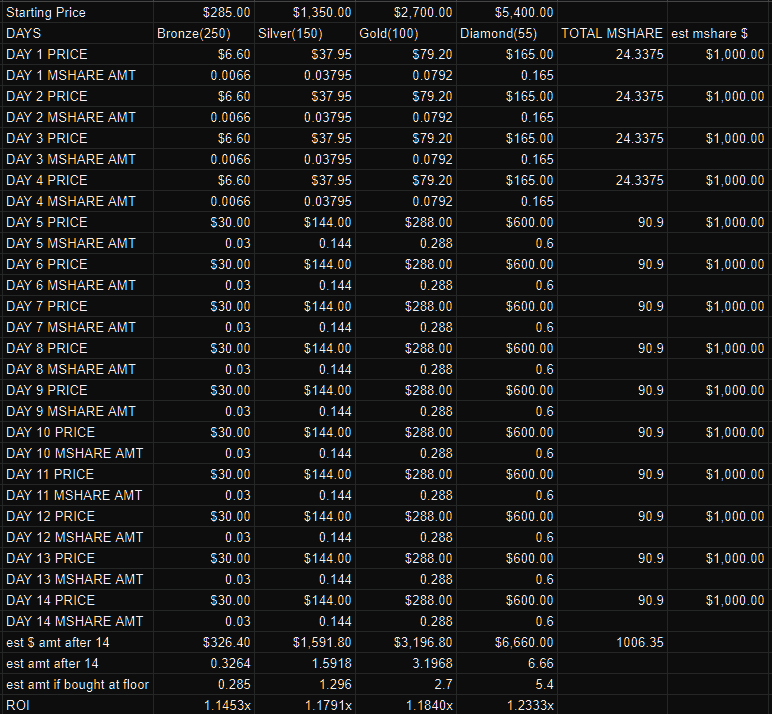 Starting Price $285.00 $1,350.00 $2,700.00 $5,400.00
DAYS Bronze(250) Silver(150) Gold(100) Diamond(55) TOTAL MSHARE est mshare $
DAY 1 PRICE $6.60 $37.95 $79.20 $165.00 24.3375 $1,000.00
DAY 1 MSHARE AMT 0.0066 0.03795 0.0792 0.165
DAY 2 PRICE $6.60 $37.95 $79.20 $165.00 24.3375 $1,000.00
DAY 2 MSHARE AMT 0.0066 0.03795 0.0792 0.165
DAY 3 PRICE $6.60 $37.95 $79.20 $165.00 24.3375 $1,000.00
DAY 3 MSHARE AMT 0.0066 0.03795 0.0792 0.165
DAY 4 PRICE $6.60 $37.95 $79.20 $165.00 24.3375 $1,000.00
DAY 4 MSHARE AMT 0.0066 0.03795 0.0792 0.165
DAY 5 PRICE $30.00 $144.00 $288.00 $600.00 90.9 $1,000.00
DAY 5 MSHARE AMT 0.03 0.144 0.288 0.6
DAY 6 PRICE $30.00 $144.00 $288.00 $600.00 90.9 $1,000.00
DAY 6 MSHARE AMT 0.03 0.144 0.288 0.6
DAY 7 PRICE $30.00 $144.00 $288.00 $600.00 90.9 $1,000.00
DAY 7 MSHARE AMT 0.03 0.144 0.288 0.6
DAY 8 PRICE $30.00 $144.00 $288.00 $600.00 90.9 $1,000.00
DAY 8 MSHARE AMT 0.03 0.144 0.288 0.6
DAY 9 PRICE $30.00 $144.00 $288.00 $600.00 90.9 $1,000.00
DAY 9 MSHARE AMT 0.03 0.144 0.288 0.6
DAY 10 PRICE $30.00 $144.00 $288.00 $600.00 90.9 $1,000.00
DAY 10 MSHARE AMT 0.03 0.144 0.288 0.6
DAY 11 PRICE $30.00 $144.00 $288.00 $600.00 90.9 $1,000.00
DAY 11 MSHARE AMT 0.03 0.144 0.288 0.6
DAY 12 PRICE $30.00 $144.00 $288.00 $600.00 90.9 $1,000.00
DAY 12 MSHARE AMT 0.03 0.144 0.288 0.6
DAY 13 PRICE $30.00 $144.00 $288.00 $600.00 90.9 $1,000.00
DAY 13 MSHARE AMT 0.03 0.144 0.288 0.6
DAY 14 PRICE $30.00 $144.00 $288.00 $600.00 90.9 $1,000.00
DAY 14 MSHARE AMT 0.03 0.144 0.288 0.6
est $ amt after 14 $326.40 $1,591.80 $3,196.80 $6,660.00 1006.35
est amt after 14 0.3264 1.5918 3.1968 6.66
est amt if bought at floor 0.285 1.296 2.7 5.4
ROI 1.1453x 1.1791x 1.1840x 1.2333x